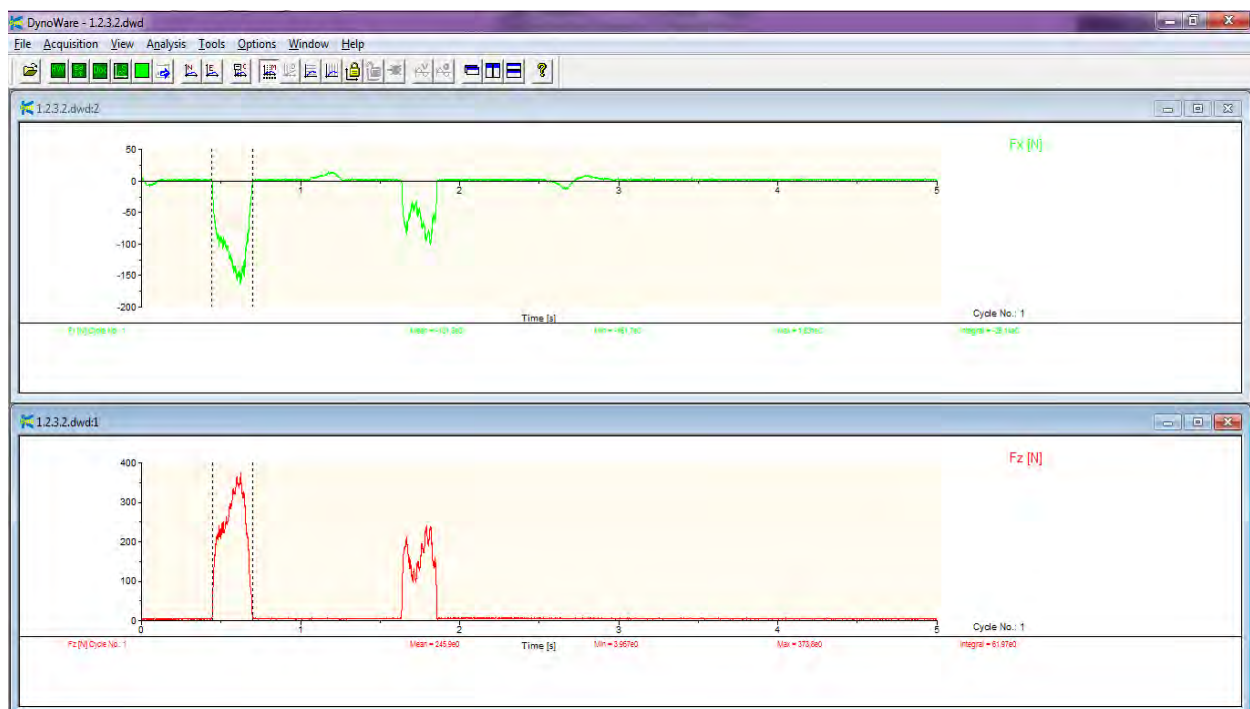 DynoWare - 1.2.3.2.dwd
File Acquisition View Analysis Tools Options Window Help
1.2.3.2.dwd:2
Fx [N]
50
0
-50
-100
-150
-200
1 2 3 4 5
Time [s]
Cycle No.: 1
1.2.3.2.dwd:1
Fz [N]
400
300
200
100
0
0 1 2 3 4 5
Cycle No.: 1
Fz [N] Cycle No.: 1 Mean = 245,9e0 Time [s] Min = 3,967e0 Max = 373,6e0 Integral = 61,97e0